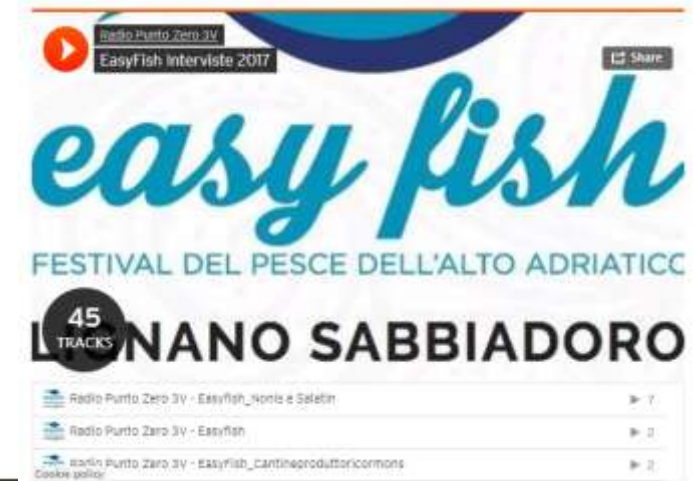 Radio Punto Zero 3V
EasyFish Interviste 2017
Share
easy fish
FESTIVAL DEL PESCE DELL'ALTO ADRIATICO
45
TRACKS
LIGNANO SABBIADORO
Radio Punto Zero 3V - Easyfish_Nonis e Salatin
7
Radio Punto Zero 3V - Easyfish
2
Radio Punto Zero 3V - EasyFish_Cantineproduttoricormons
2
Cookie policy